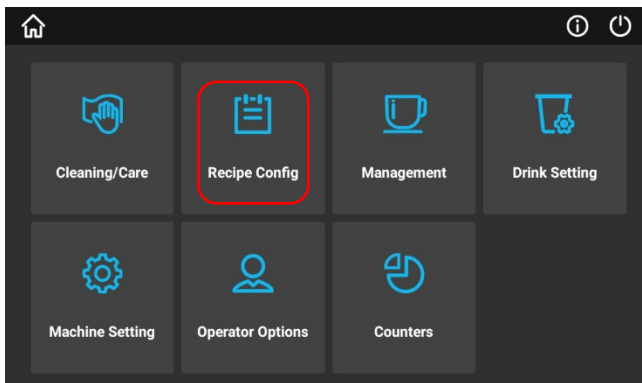 Cleaning/Care
Recipe Config
Management
Drink Setting
Machine Setting
Operator Options
Counters